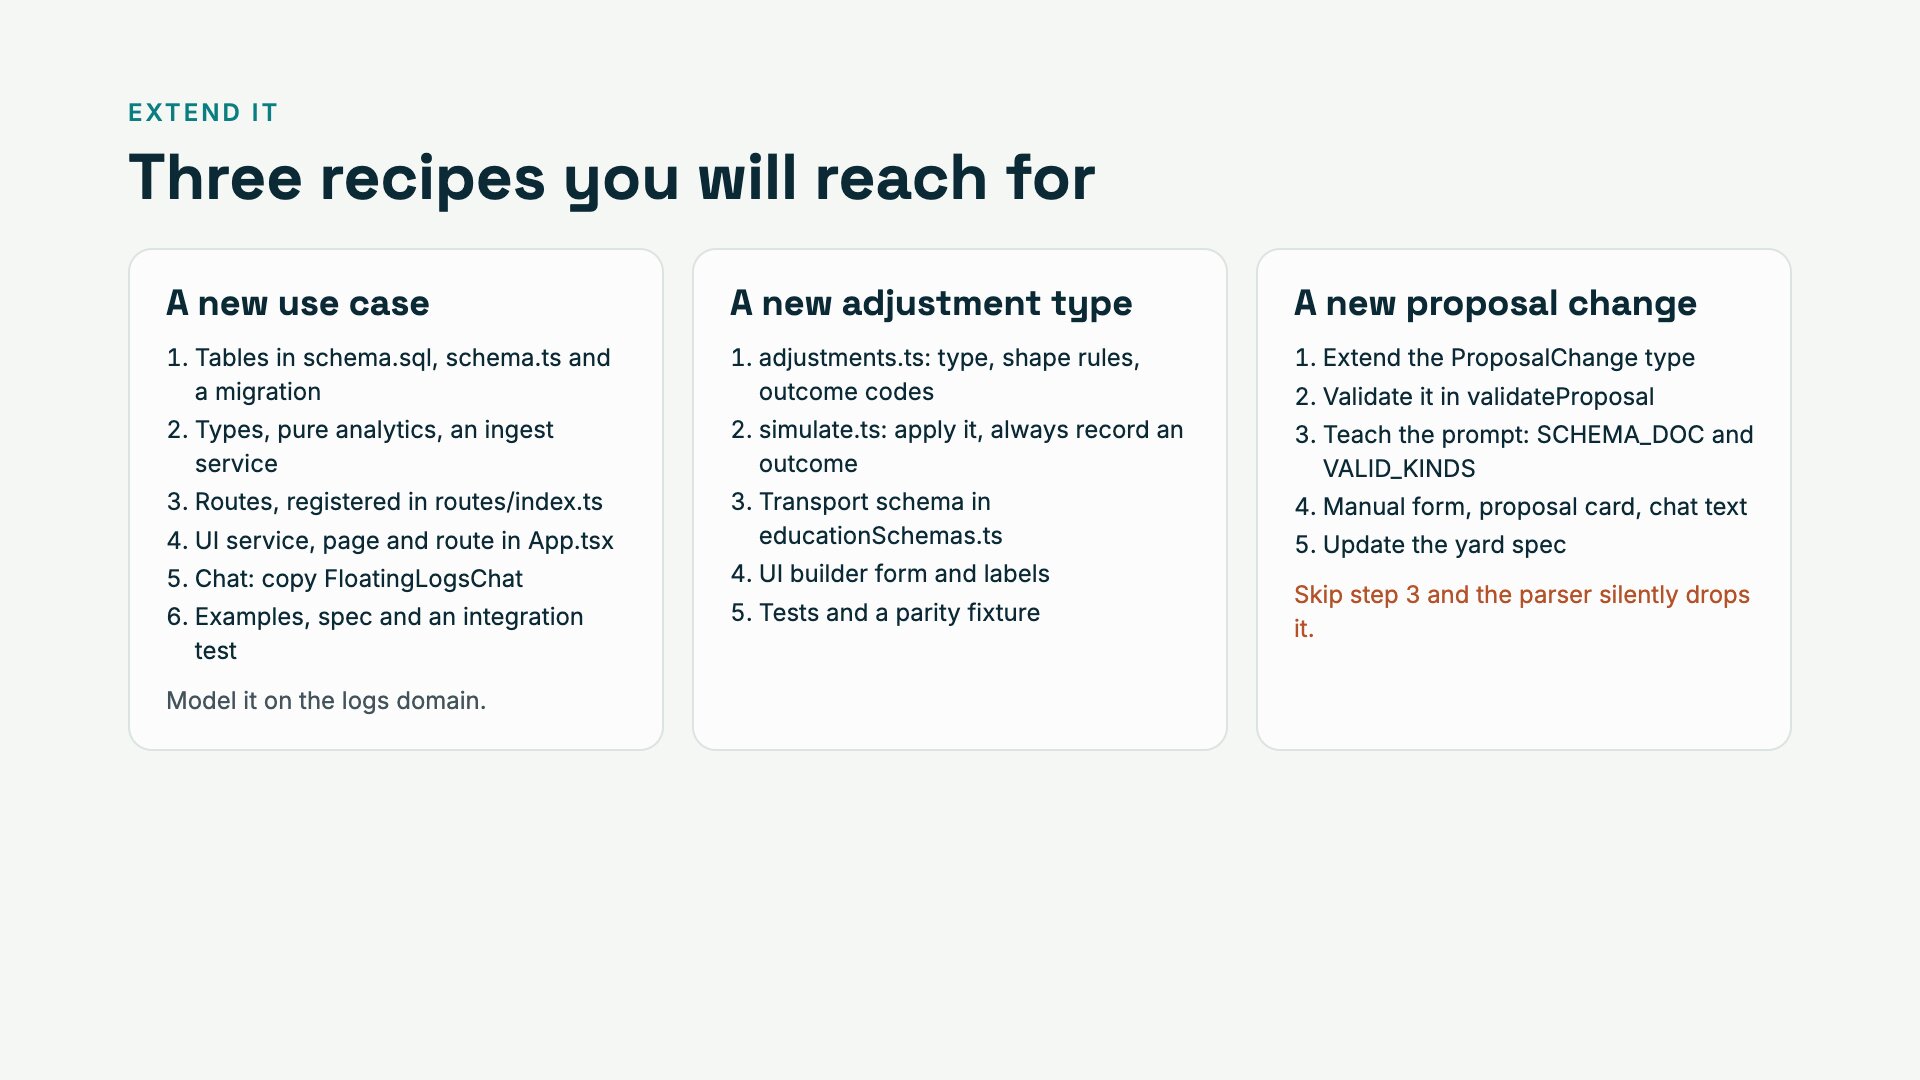 EXTEND IT
Three recipes you will reach for
A new use case
1. Tables in schema.sql, schema.ts and
a migration
2. Types, pure analytics, an ingest
service
3. Routes, registered in routes/index.ts
4. UI service, page and route in App.tsx
5. Chat: copy FloatingLogsChat
6. Examples, spec and an integration
test
Model it on the logs domain.
A new adjustment type
1. adjustments.ts: type, shape rules,
outcome codes
2. simulate.ts: apply it, always record an
outcome
3. Transport schema in
educationSchemas.ts
4. UI builder form and labels
5. Tests and a parity fixture
A new proposal change
1. Extend the ProposalChange type
2. Validate it in validateProposal
3. Teach the prompt: SCHEMA_DOC and
VALID_KINDS
4. Manual form, proposal card, chat text
5. Update the yard spec
Skip step 3 and the parser silently drops
it.